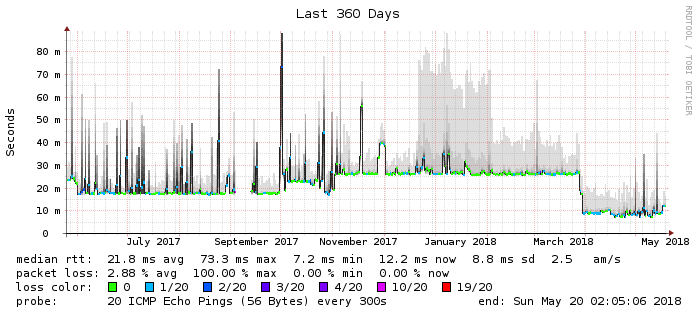 Last 360 Days
RRDTOOL / TOBI OETIKER
Seconds
80 m
70 m
60 m
50 m
40 m
30 m
20 m
10 m
0
July 2017 September 2017 November 2017 January 2018 March 2018 May 2018
median rtt: 21.8 ms avg 73.3 ms max 7.2 ms min 12.2 ms now 8.8 ms sd 2.5 am/s
packet loss: 2.88 % avg 100.00 % max 0.00 % min 0.00 % now
loss color: 0 1/20 2/20 3/20 4/20 10/20 19/20
probe: 20 ICMP Echo Pings (56 Bytes) every 300s end: Sun May 20 02:05:06 2018